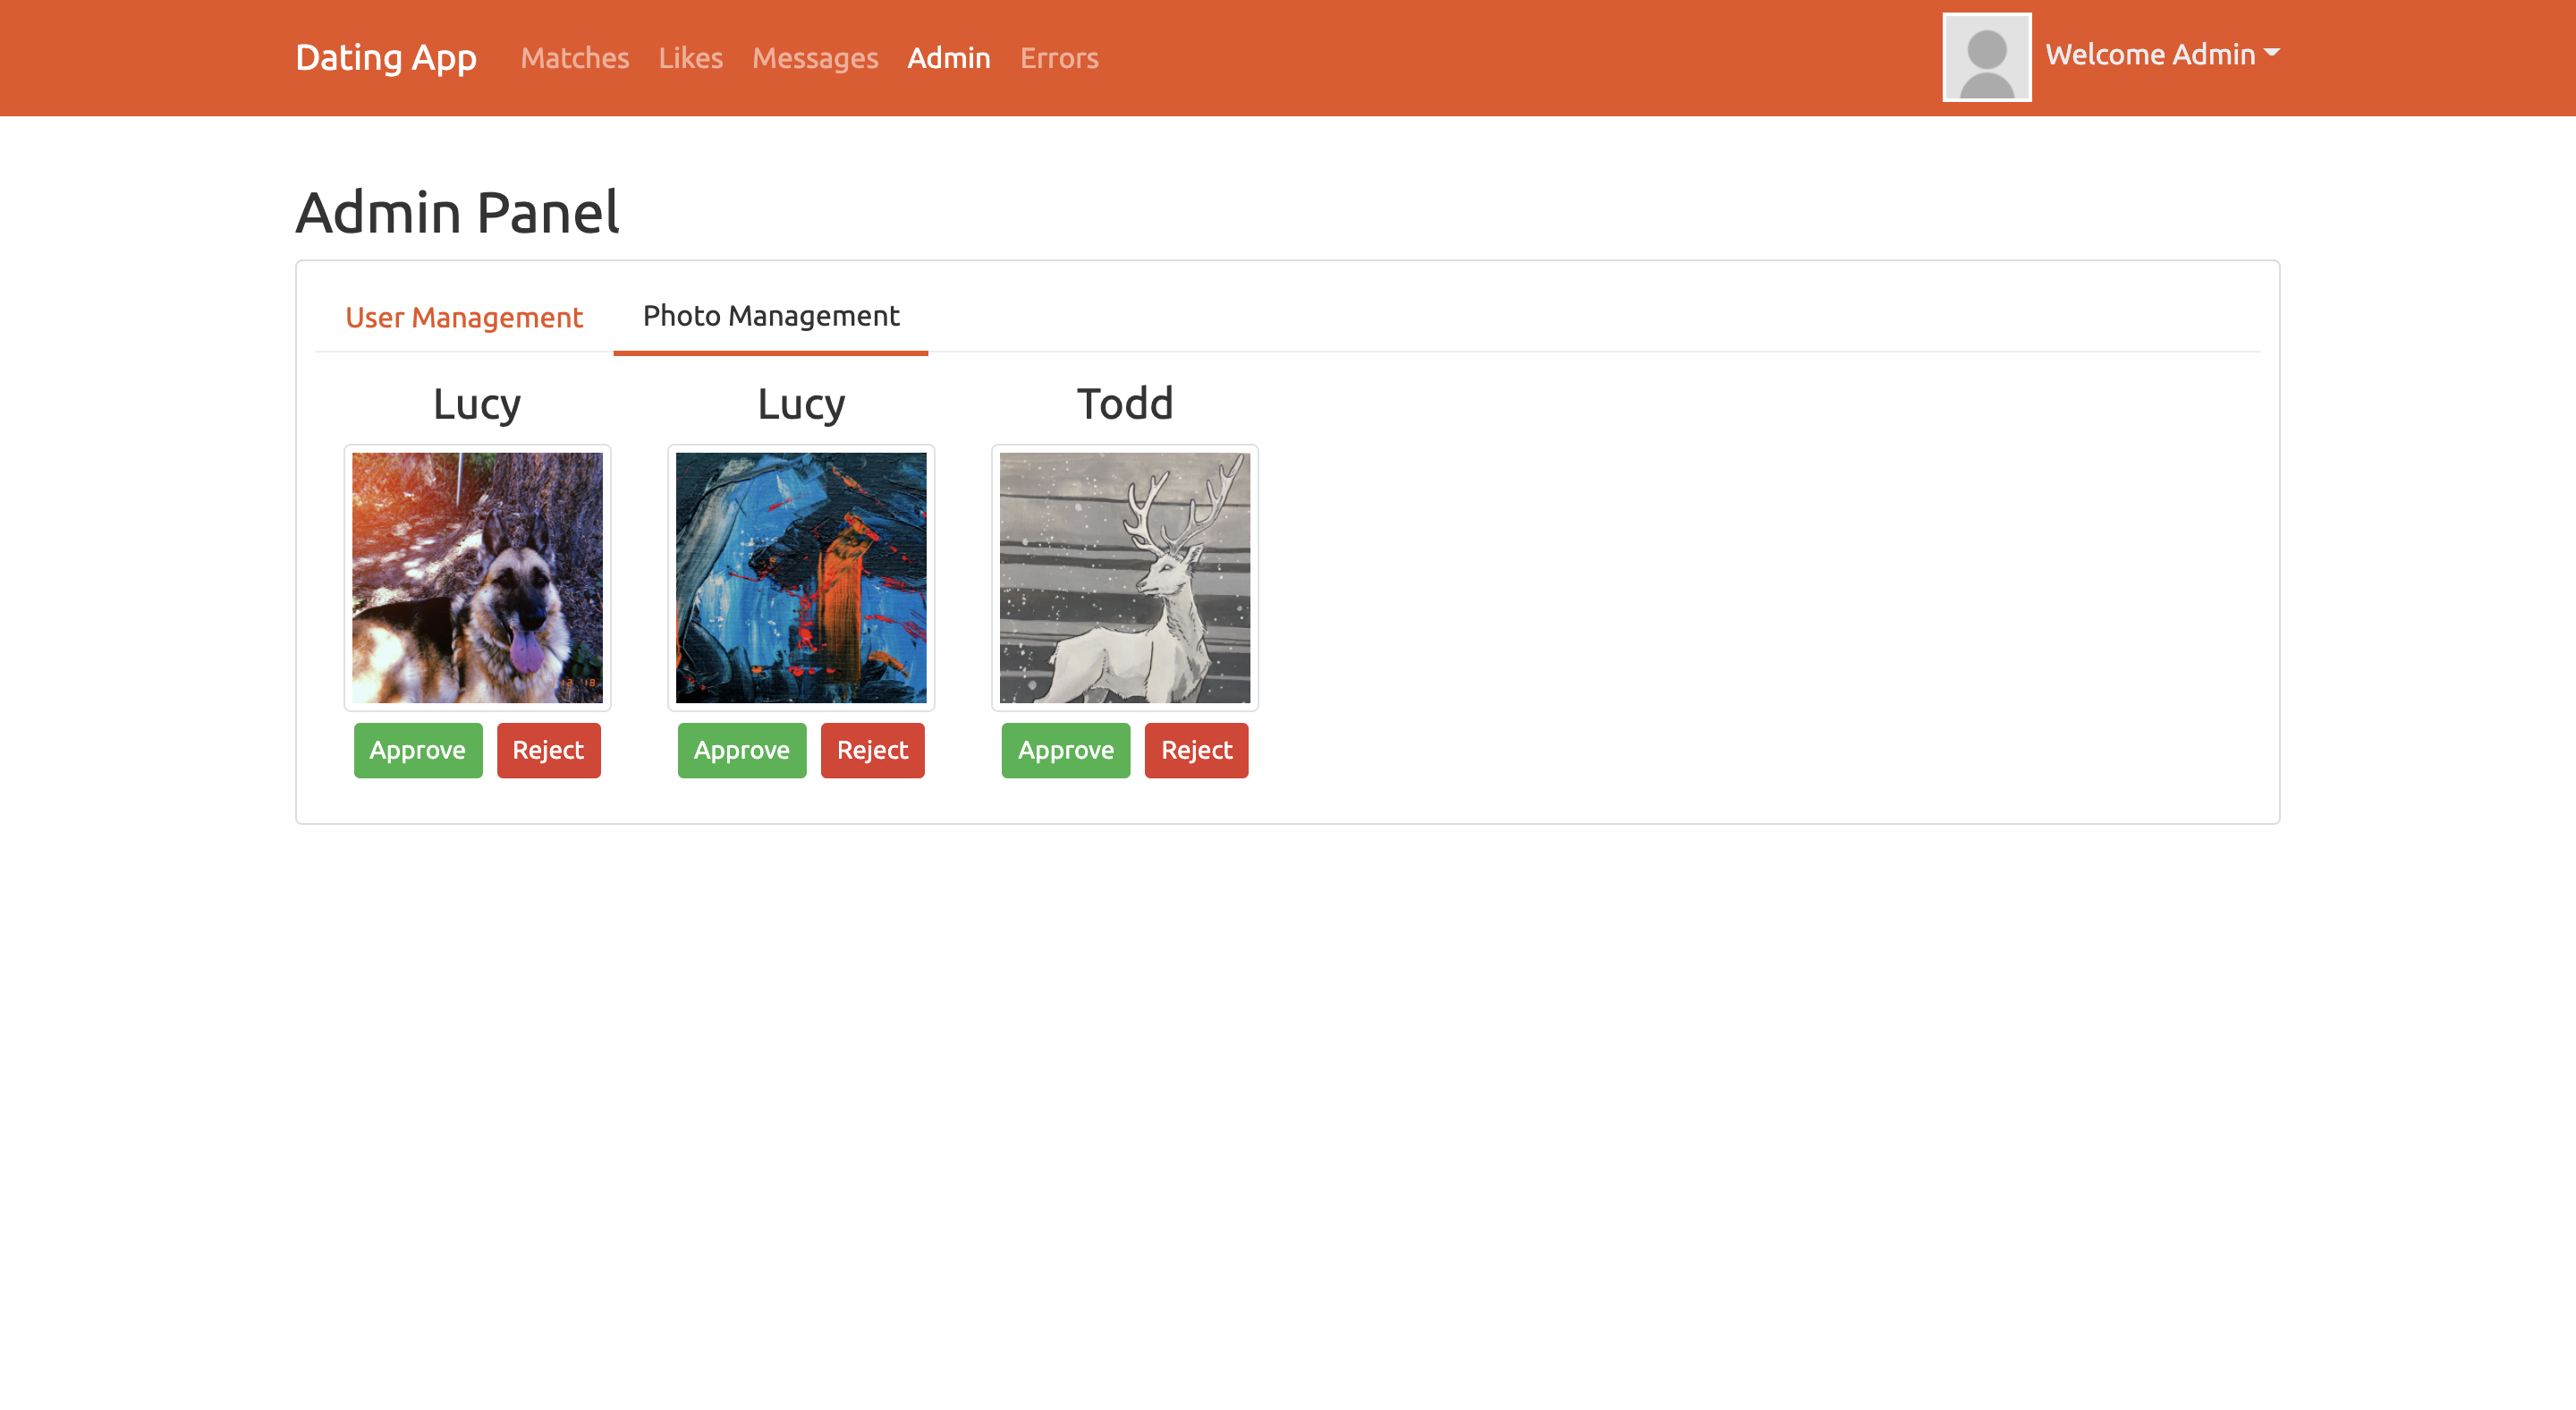 Dating App Matches Likes Messages Admin Errors Welcome Admin
Admin Panel
User Management Photo Management
Lucy Lucy Todd
Approve Reject Approve Reject Approve Reject